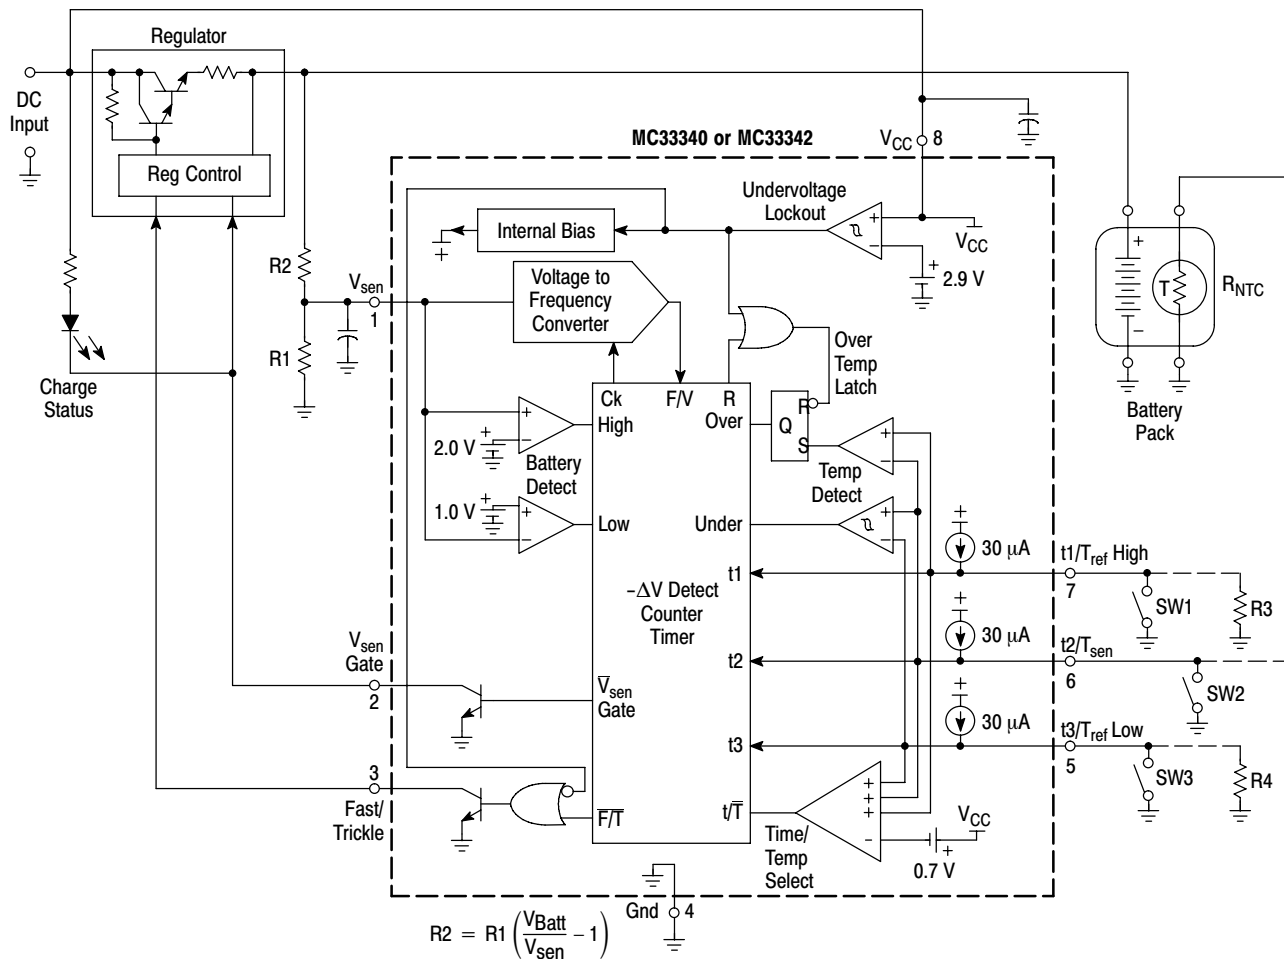 Regulator
DC
Input
Reg Control
MC33340 or MC33342
VCC
8
Undervoltage
Lockout
Internal Bias
VCC
2.9 V
R2
Vsen
1
Voltage to
Frequency
Converter
R1
Charge
Status
Over
Temp
Latch
RNTC
T
Battery
Pack
Ck
F/V
R
High
Over
Q
R
S
2.0 V
Battery
Detect
Temp
Detect
1.0 V
Low
Under
30 μA
t1/Tref High
7
t1
SW1
R3
–ΔV Detect
Counter
Timer
30 μA
t2/Tsen
6
t2
SW2
Vsen
Gate
2
V̅sen
Gate
30 μA
t3/Tref Low
5
t3
SW3
R4
3
Fast/
Trickle
F̅/T̅
t/T̅
Time/
Temp
Select
VCC
0.7 V
Gnd
4
R2 = R1 (VBatt/Vsen – 1)